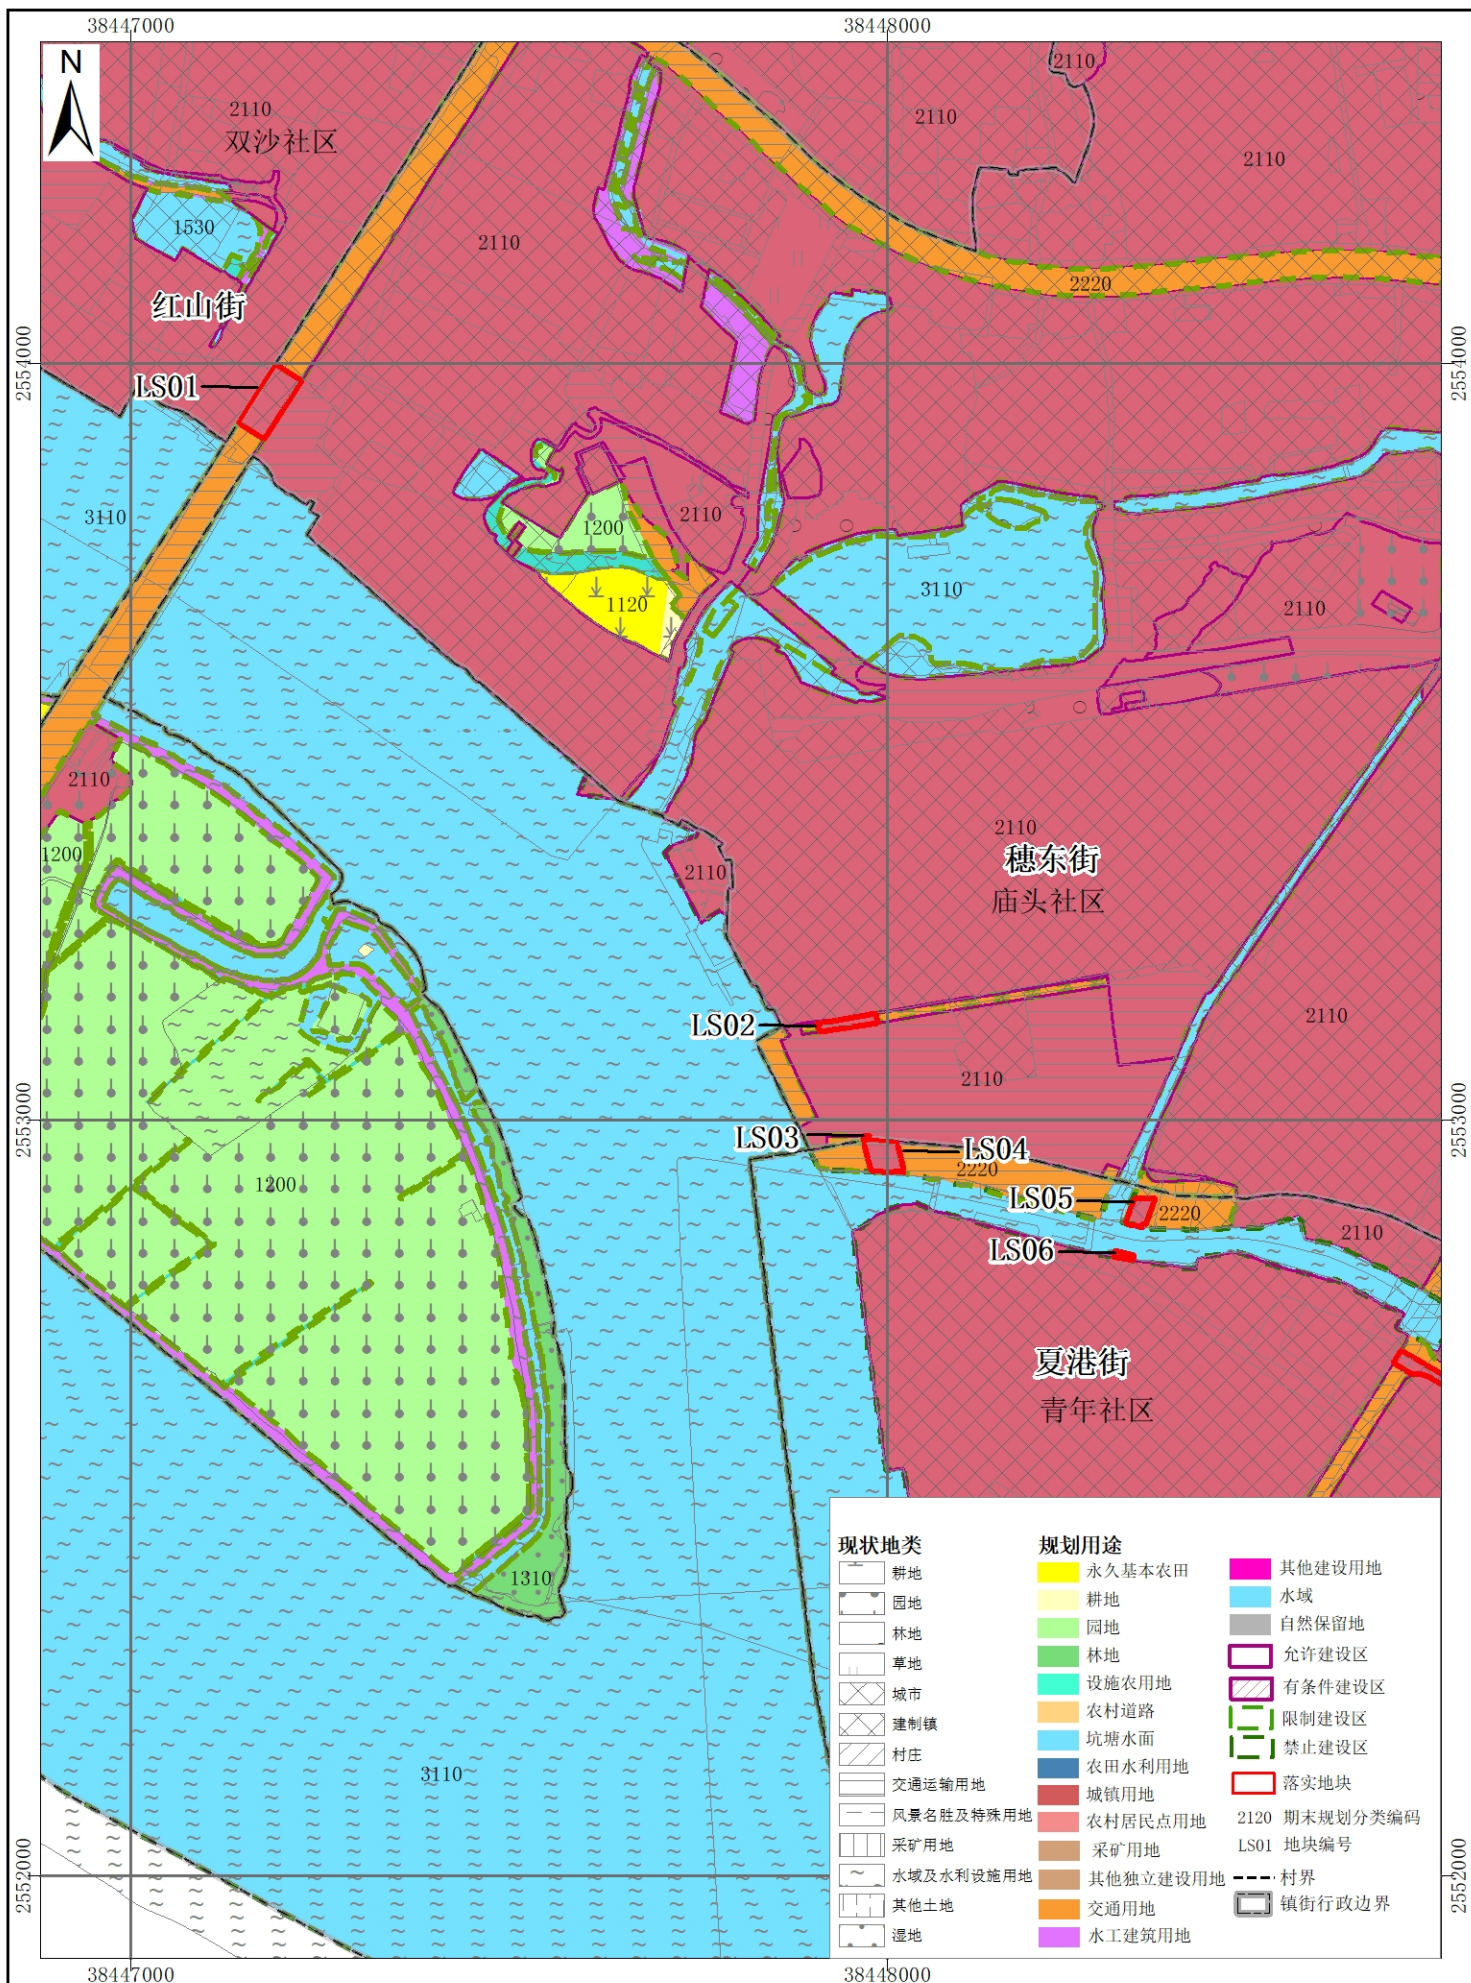 38447000
38448000
N
2110
2110
2110
双沙社区
2110
1530
2110
2220
红山街
2554000
2554000
LS01
3110
1200
2110
1120
3110
2110
2110
1200
2110
2110
穗东街
庙头社区
LS02
2110
2110
2553000
2553000
LS03
LS04
2220
1200
LS05
2220
2110
LS06
夏港街
青年社区
1310
3110
2552000
2552000
现状地类
耕地
园地
林地
草地
城市
建制镇
村庄
交通运输用地
风景名胜及特殊用地
采矿用地
水域及水利设施用地
其他土地
湿地
规划用途
永久基本农田
耕地
园地
林地
设施农用地
农村道路
坑塘水面
农田水利用地
城镇用地
农村居民点用地
采矿用地
其他独立建设用地
交通用地
水工建筑用地
其他建设用地
水域
自然保留地
允许建设区
有条件建设区
限制建设区
禁止建设区
落实地块
2120 期末规划分类编码
LS01 地块编号
村界
镇街行政边界
38447000
38448000